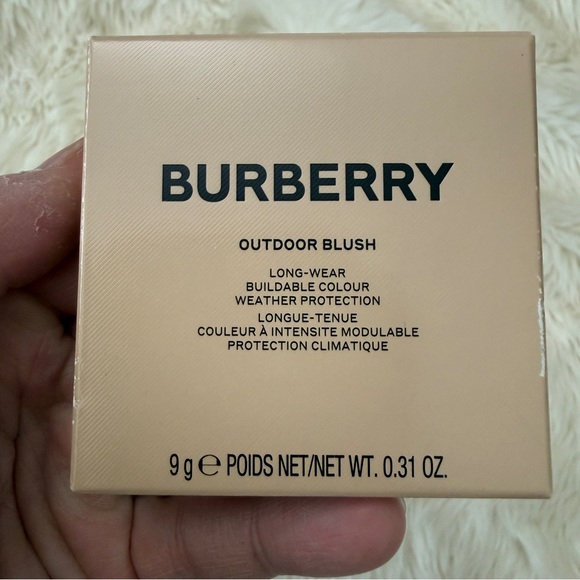 BURBERRY
OUTDOOR BLUSH
LONG-WEAR
BUILDABLE COLOUR
WEATHER PROTECTION
LONGUE-TENUE
COULEUR À INTENSITE MODULABLE
PROTECTION CLIMATIQUE
9 g ℮ POIDS NET/NET WT. 0.31 OZ.